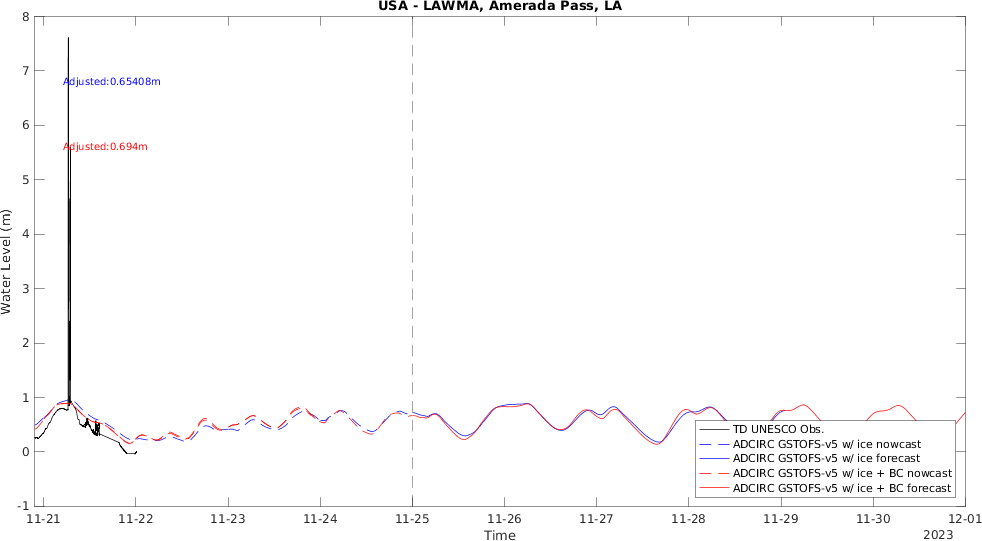 USA - LAWMA, Amerada Pass, LA
8
7
6
5
4
3
2
1
0
-1
Water Level (m)
Adjusted:0.65408m
Adjusted:0.694m
TD UNESCO Obs.
ADCIRC GSTOFS-v5 w/ ice nowcast
ADCIRC GSTOFS-v5 w/ ice forecast
ADCIRC GSTOFS-v5 w/ ice + BC nowcast
ADCIRC GSTOFS-v5 w/ ice + BC forecast
11-21 11-22 11-23 11-24 11-25 11-26 11-27 11-28 11-29 11-30 12-01
Time
2023